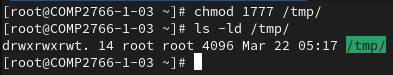 [root@COMP2766-1-03 ~]# chmod 1777 /tmp/
[root@COMP2766-1-03 ~]# ls -ld /tmp/
drwxrwxrwt. 14 root root 4096 Mar 22 05:17 /tmp/
[root@COMP2766-1-03 ~]#